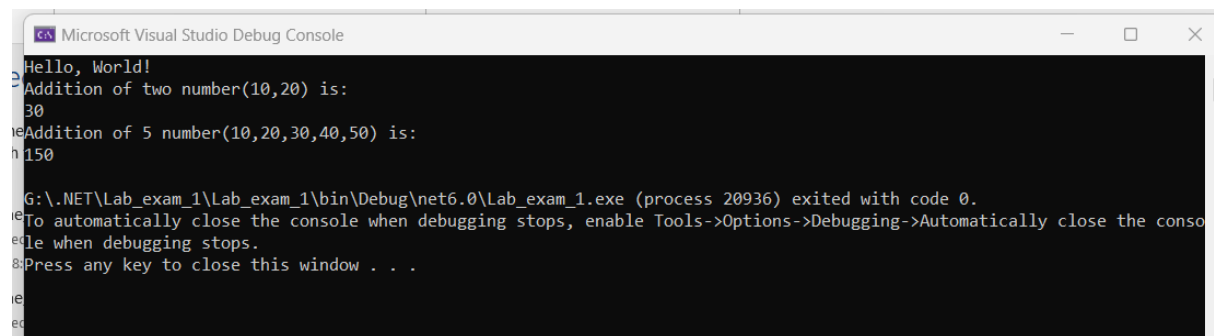 Microsoft Visual Studio Debug Console
Hello, World!
Addition of two number(10,20) is:
30
Addition of 5 number(10,20,30,40,50) is:
150
G:\.NET\Lab_exam_1\Lab_exam_1\bin\Debug\net6.0\Lab_exam_1.exe (process 20936) exited with code 0.
To automatically close the console when debugging stops, enable Tools->Options->Debugging->Automatically close the conso
le when debugging stops.
Press any key to close this window . . .